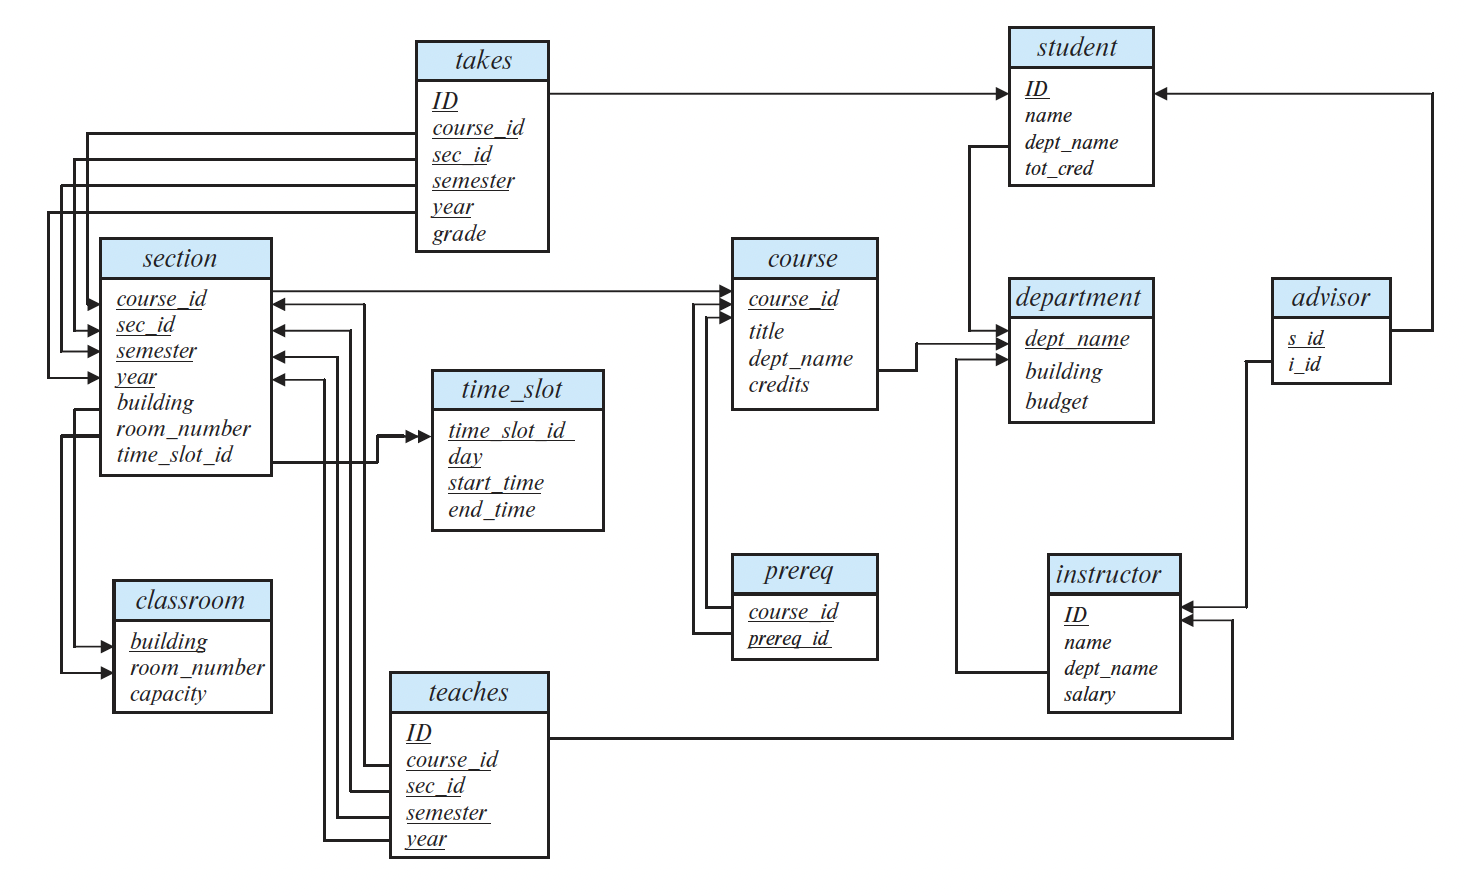 takes
ID
course_id
sec_id
semester
year
grade
student
ID
name
dept_name
tot_cred
section
course_id
sec_id
semester
year
building
room_number
time_slot_id
course
course_id
title
dept_name
credits
department
dept_name
building
budget
advisor
s_id
i_id
time_slot
time_slot_id
day
start_time
end_time
prereq
course_id
prereq_id
instructor
ID
name
dept_name
salary
classroom
building
room_number
capacity
teaches
ID
course_id
sec_id
semester
year